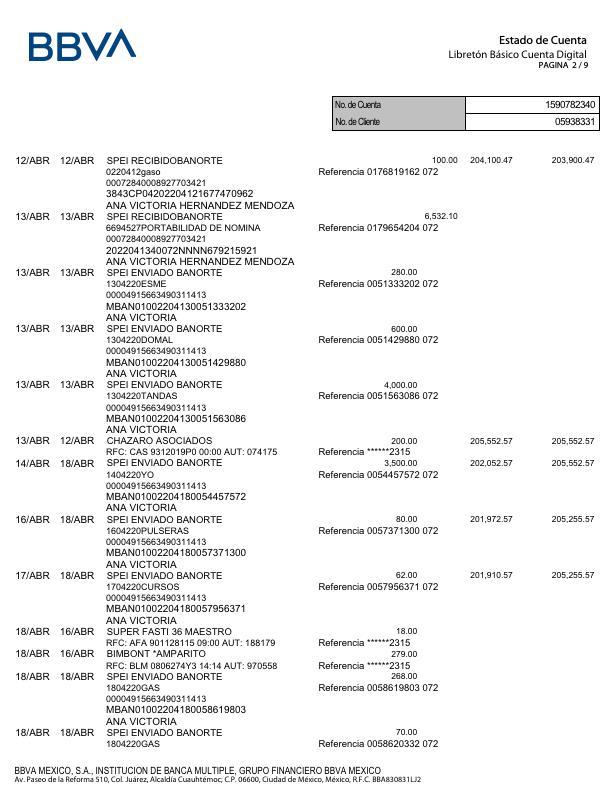 BBVA
Estado de Cuenta
Libretón Básico Cuenta Digital
PAGINA 2 / 9
No. de Cuenta 1590782340
No. de Cliente 05938331
12/ABR 12/ABR SPEI RECIBIDOBANORTE 100.00 204,100.47 203,900.47
0220412gaso Referencia 0176819162 072
00072840008927703421
3843CP04202204121677470962
ANA VICTORIA HERNANDEZ MENDOZA
13/ABR 13/ABR SPEI RECIBIDOBANORTE 6,532.10
6694527PORTABILIDAD DE NOMINA Referencia 0179654204 072
00072840008927703421
2022041340072NNNN679215921
ANA VICTORIA HERNANDEZ MENDOZA
13/ABR 13/ABR SPEI ENVIADO BANORTE 280.00
1304220ESME Referencia 0051333202 072
00004915663490311413
MBAN01002204130051333202
ANA VICTORIA
13/ABR 13/ABR SPEI ENVIADO BANORTE 600.00
1304220DOMAL Referencia 0051429880 072
00004915663490311413
MBAN01002204130051429880
ANA VICTORIA
13/ABR 13/ABR SPEI ENVIADO BANORTE 4,000.00
1304220TANDAS Referencia 0051563086 072
00004915663490311413
MBAN01002204130051563086
ANA VICTORIA
13/ABR 12/ABR CHAZARO ASOCIADOS 200.00 205,552.57 205,552.57
RFC: CAS 9312019P0 00:00 AUT: 074175 Referencia ******2315
14/ABR 18/ABR SPEI ENVIADO BANORTE 3,500.00 202,052.57 205,552.57
1404220YO Referencia 0054457572 072
00004915663490311413
MBAN01002204180054457572
ANA VICTORIA
16/ABR 18/ABR SPEI ENVIADO BANORTE 80.00 201,972.57 205,255.57
1604220PULSERAS Referencia 0057371300 072
00004915663490311413
MBAN01002204180057371300
ANA VICTORIA
17/ABR 18/ABR SPEI ENVIADO BANORTE 62.00 201,910.57 205,255.57
1704220CURSOS Referencia 0057956371 072
00004915663490311413
MBAN01002204180057956371
ANA VICTORIA
18/ABR 16/ABR SUPER FASTI 36 MAESTRO 18.00
RFC: AFA 901128115 09:00 AUT: 188179 Referencia ******2315
18/ABR 16/ABR BIMBONT *AMPARITO 279.00
RFC: BLM 0806274Y3 14:14 AUT: 970558 Referencia ******2315
18/ABR 18/ABR SPEI ENVIADO BANORTE 268.00
1804220GAS Referencia 0058619803 072
00004915663490311413
MBAN01002204180058619803
ANA VICTORIA
18/ABR 18/ABR SPEI ENVIADO BANORTE 70.00
1804220GAS Referencia 0058620332 072
BBVA MEXICO, S.A., INSTITUCION DE BANCA MULTIPLE, GRUPO FINANCIERO BBVA MEXICO
Av. Paseo de la Reforma 510, Col. Juárez, Alcaldía Cuauhtémoc; C.P. 06600, Ciudad de México, México, R.F.C. BBA830831LJ2